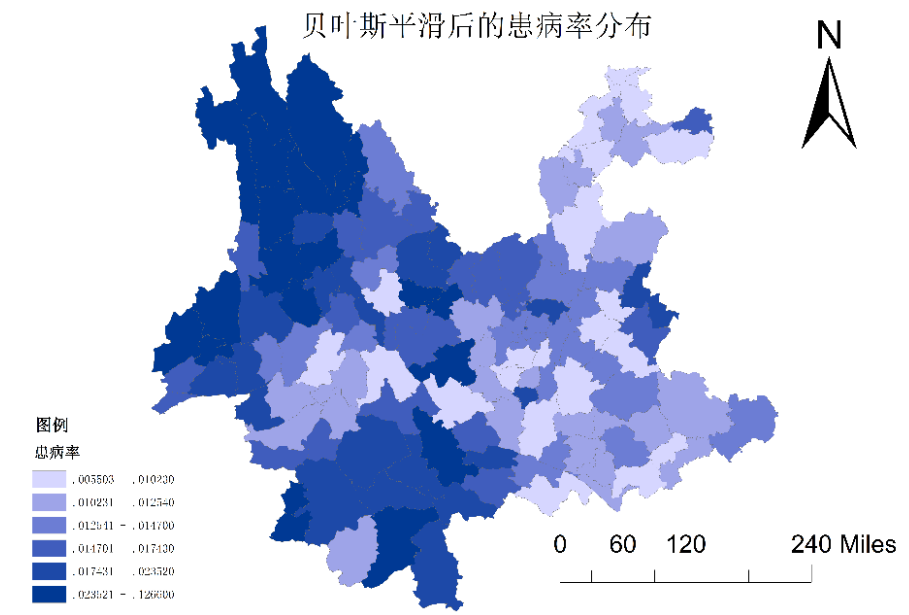 贝叶斯平滑后的患病率分布
N
图例
患病率
.005503 - .010230
.010231 - .012540
.012541 - .014700
.014701 - .017430
.017431 - .023520
.023521 - .126600
0 60 120 240 Miles